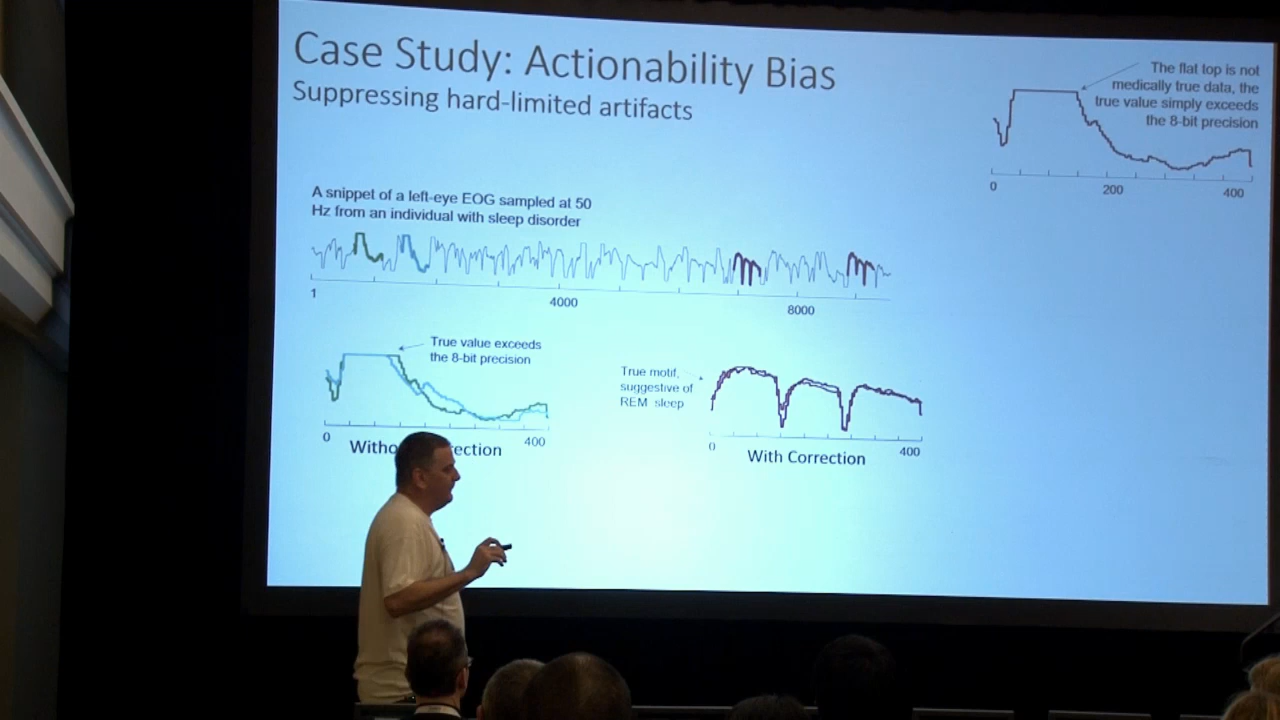 Case Study: Actionability Bias
Suppressing hard-limited artifacts
The flat top is not
medically true data, the
true value simply exceeds
the 8-bit precision
0
200
400
A snippet of a left-eye EOG sampled at 50
Hz from an individual with sleep disorder
1
4000
8000
True value exceeds
the 8-bit precision
0
400
True motif,
suggestive of
REM sleep
0
400
With Correction